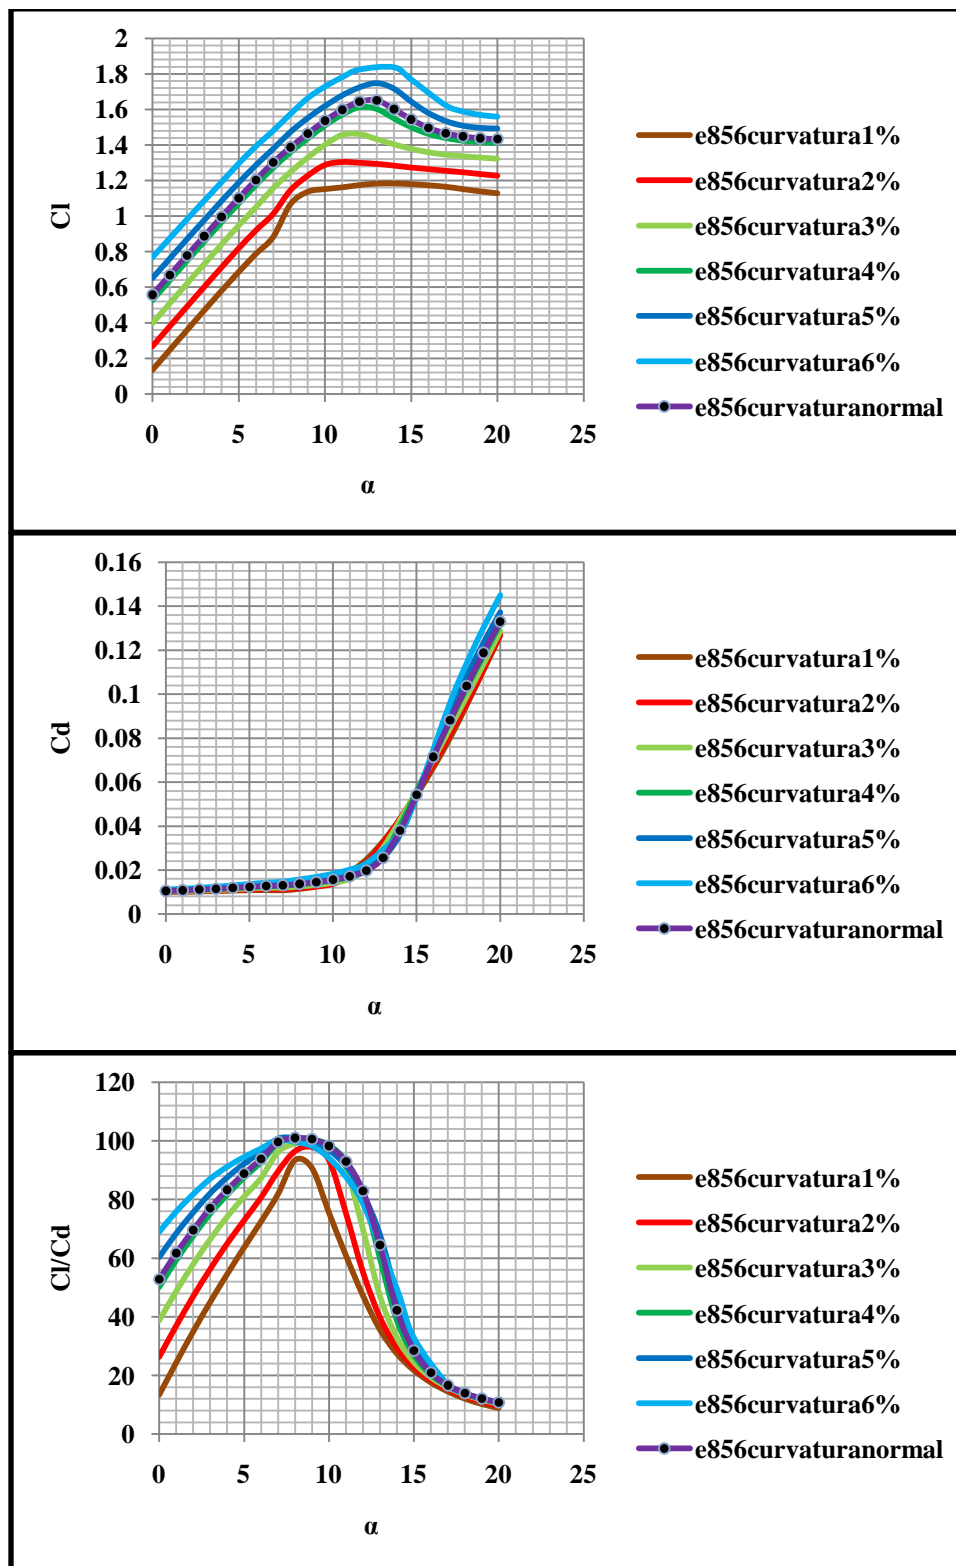 2
1.8
1.6
1.4
1.2
1
0.8
0.6
0.4
0.2
0
Cl
0 5 10 15 20 25
α
e856curvatura1%
e856curvatura2%
e856curvatura3%
e856curvatura4%
e856curvatura5%
e856curvatura6%
e856curvaturanormal
0.16
0.14
0.12
0.1
0.08
0.06
0.04
0.02
0
Cd
0 5 10 15 20 25
α
e856curvatura1%
e856curvatura2%
e856curvatura3%
e856curvatura4%
e856curvatura5%
e856curvatura6%
e856curvaturanormal
120
100
80
60
40
20
0
Cl/Cd
0 5 10 15 20 25
α
e856curvatura1%
e856curvatura2%
e856curvatura3%
e856curvatura4%
e856curvatura5%
e856curvatura6%
e856curvaturanormal